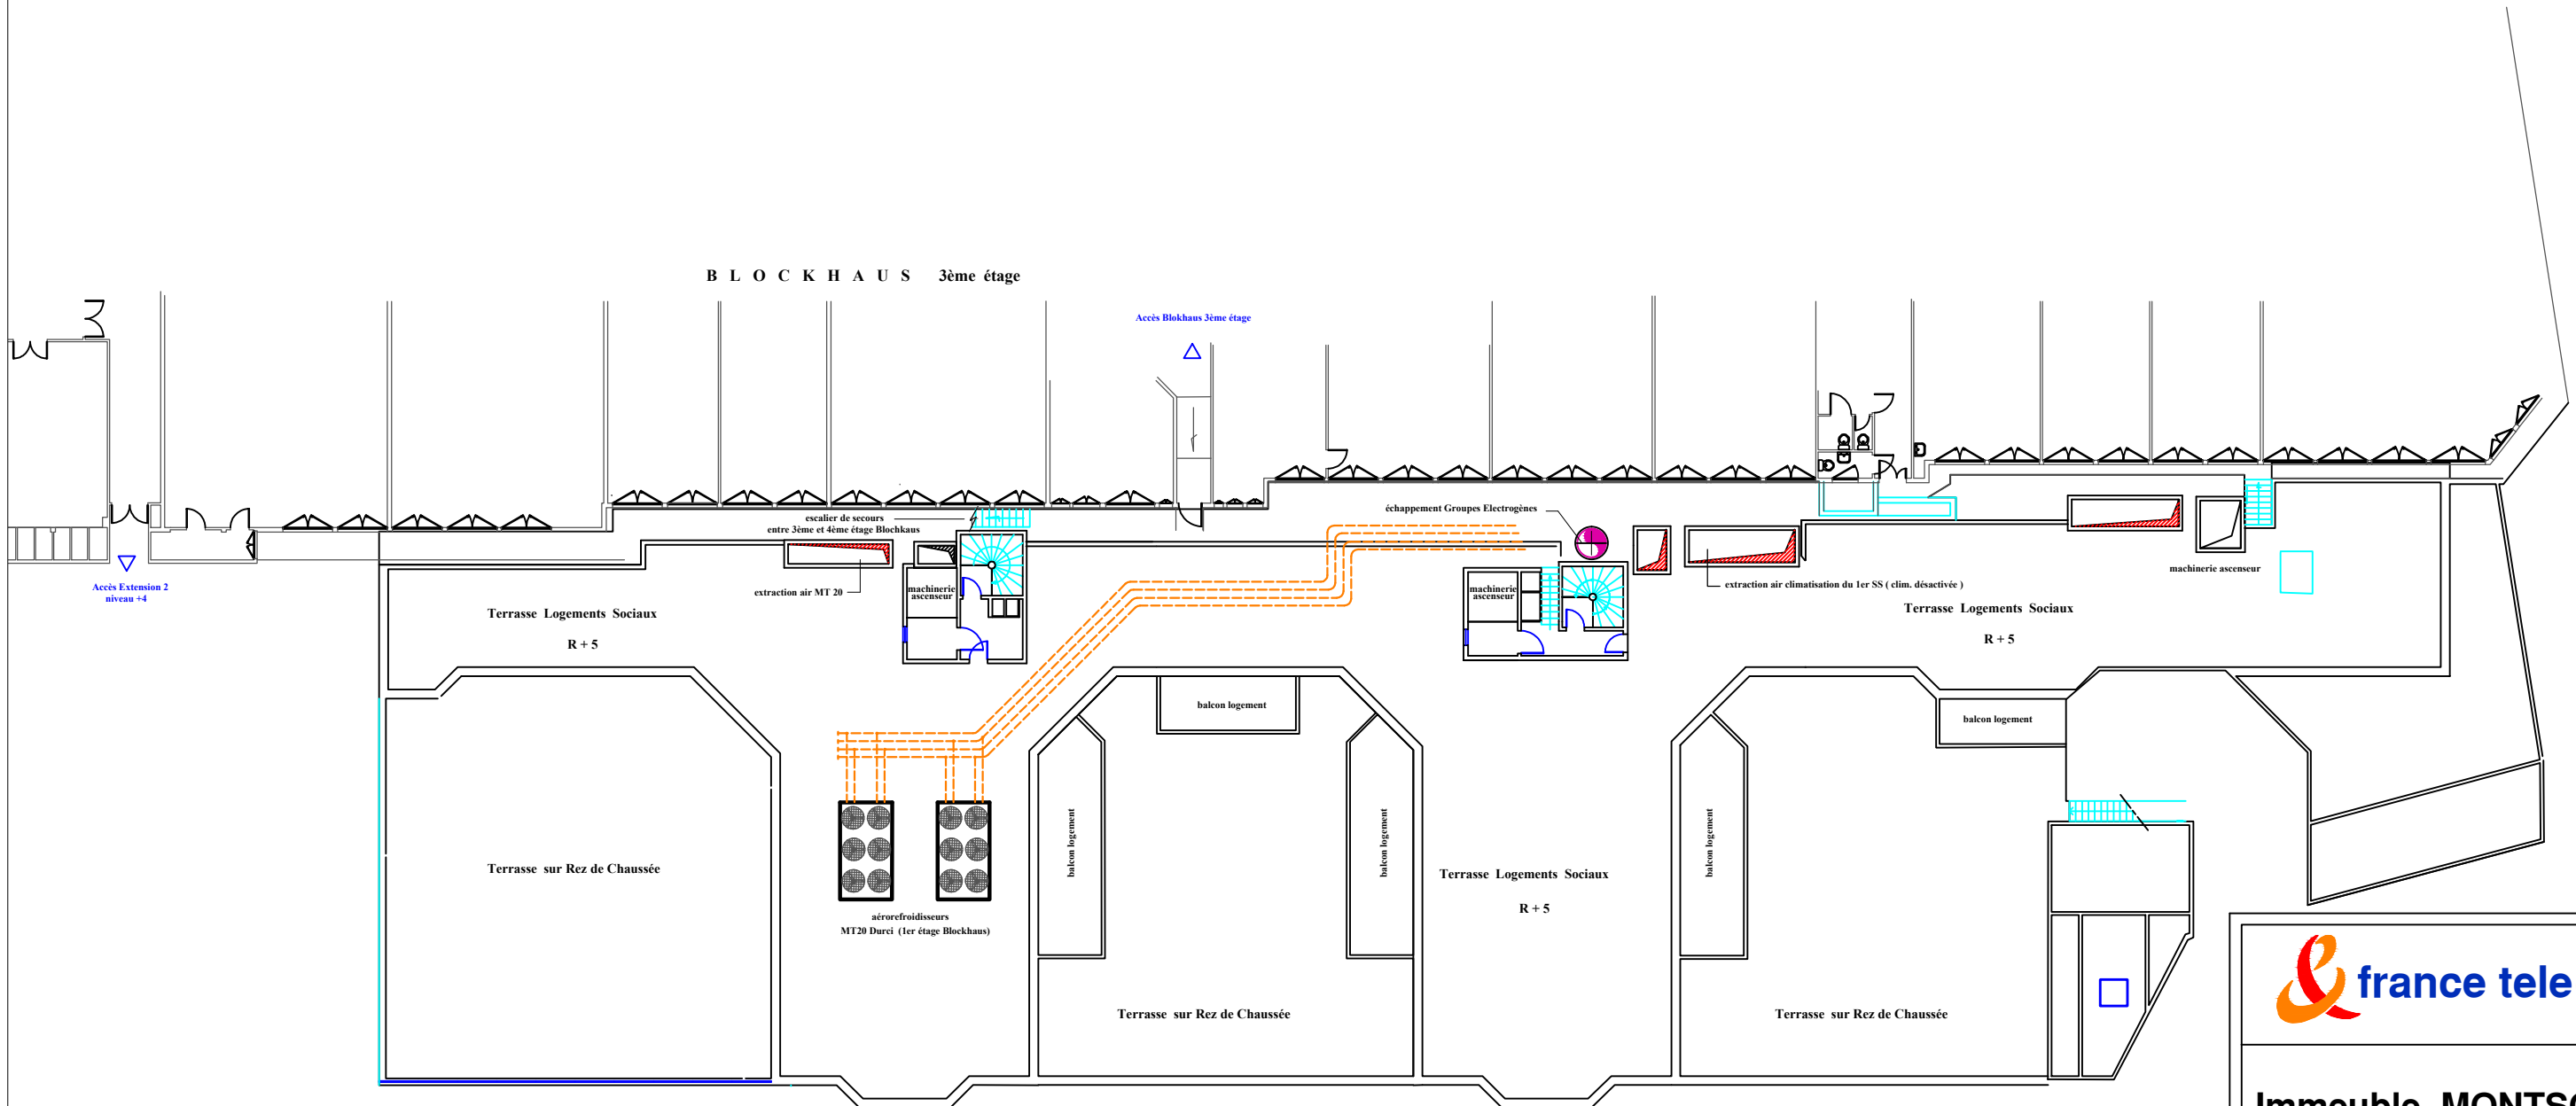 B L O C K H A U S 3ème étage
Accès Blokhaus 3ème étage
échappement Groupes Electrogènes
escalier de secours
entre 3ème et 4ème étage Blochkaus
Accès Extension 2
niveau +4
extraction air MT 20
machinerie
ascenseur
machinerie
ascenseur
extraction air climatisation du 1er SS ( clim. désactivée )
machinerie ascenseur
Terrasse Logements Sociaux
R + 5
Terrasse Logements Sociaux
R + 5
balcon logement
balcon logement
balcon logement
balcon logement
balcon logement
Terrasse sur Rez de Chaussée
Terrasse Logements Sociaux
R + 5
aérorefroidisseurs
MT20 Durci (1er étage Blockhaus)
Terrasse sur Rez de Chaussée
Terrasse sur Rez de Chaussée
france tele
Immeuble MONTS